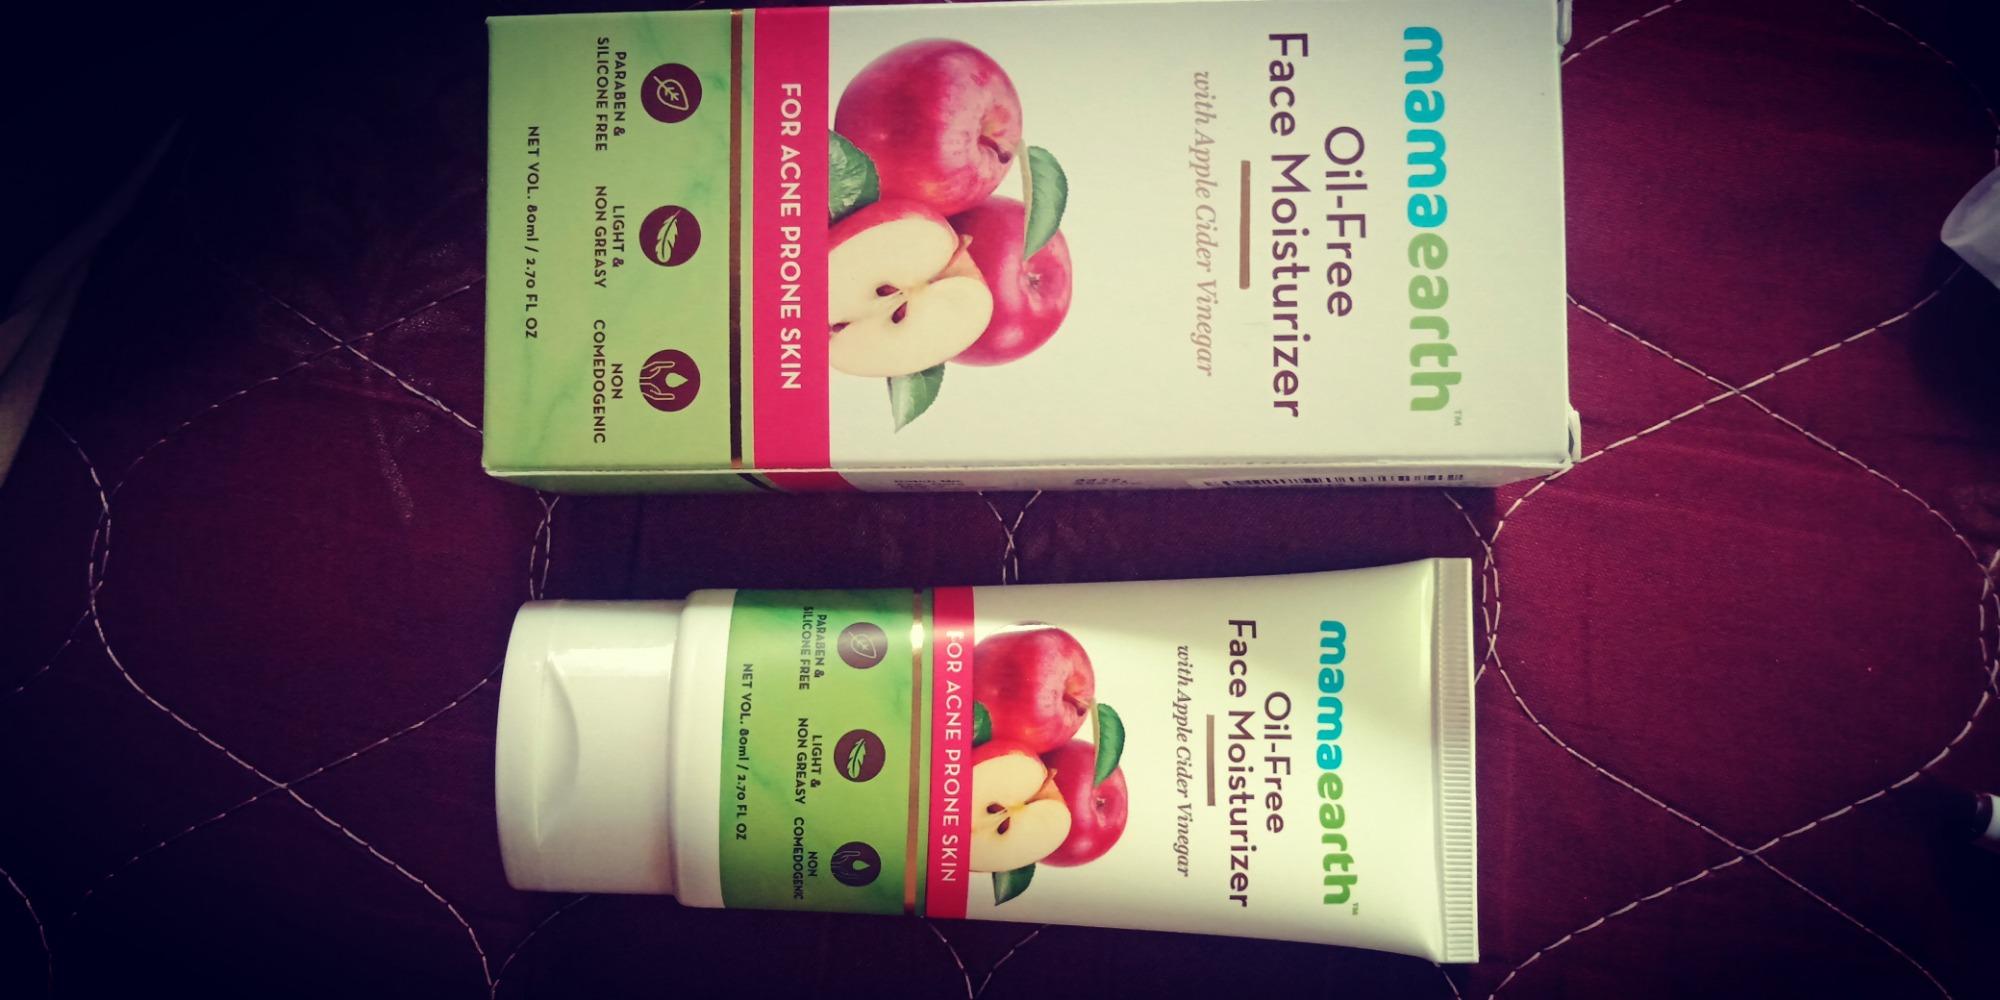 mamaearth™
Oil-Free
Face Moisturizer
with Apple Cider Vinegar
FOR ACNE PRONE SKIN
PARABEN &
SILICONE FREE
LIGHT &
NON GREASY
NON
COMEDOGENIC
NET VOL. 80ml / 2.70 FL OZ
mamaearth™
Oil-Free
Face Moisturizer
with Apple Cider Vinegar
FOR ACNE PRONE SKIN
PARABEN &
SILICONE FREE
LIGHT &
NON GREASY
NON
COMEDOGENIC
NET VOL. 80ml / 2.70 FL OZ